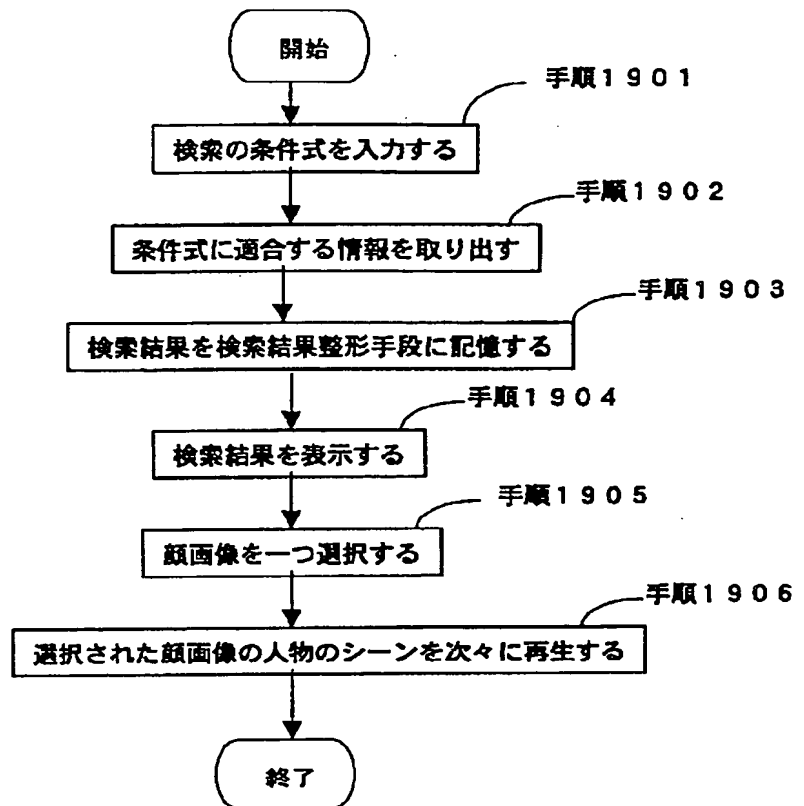 開始
手順1901
検索の条件式を入力する
手順1902
条件式に適合する情報を取り出す
手順1903
検索結果を検索結果整形手段に記憶する
手順1904
検索結果を表示する
手順1905
顔画像を一つ選択する
手順1906
選択された顔画像の人物のシーンを次々に再生する
終了